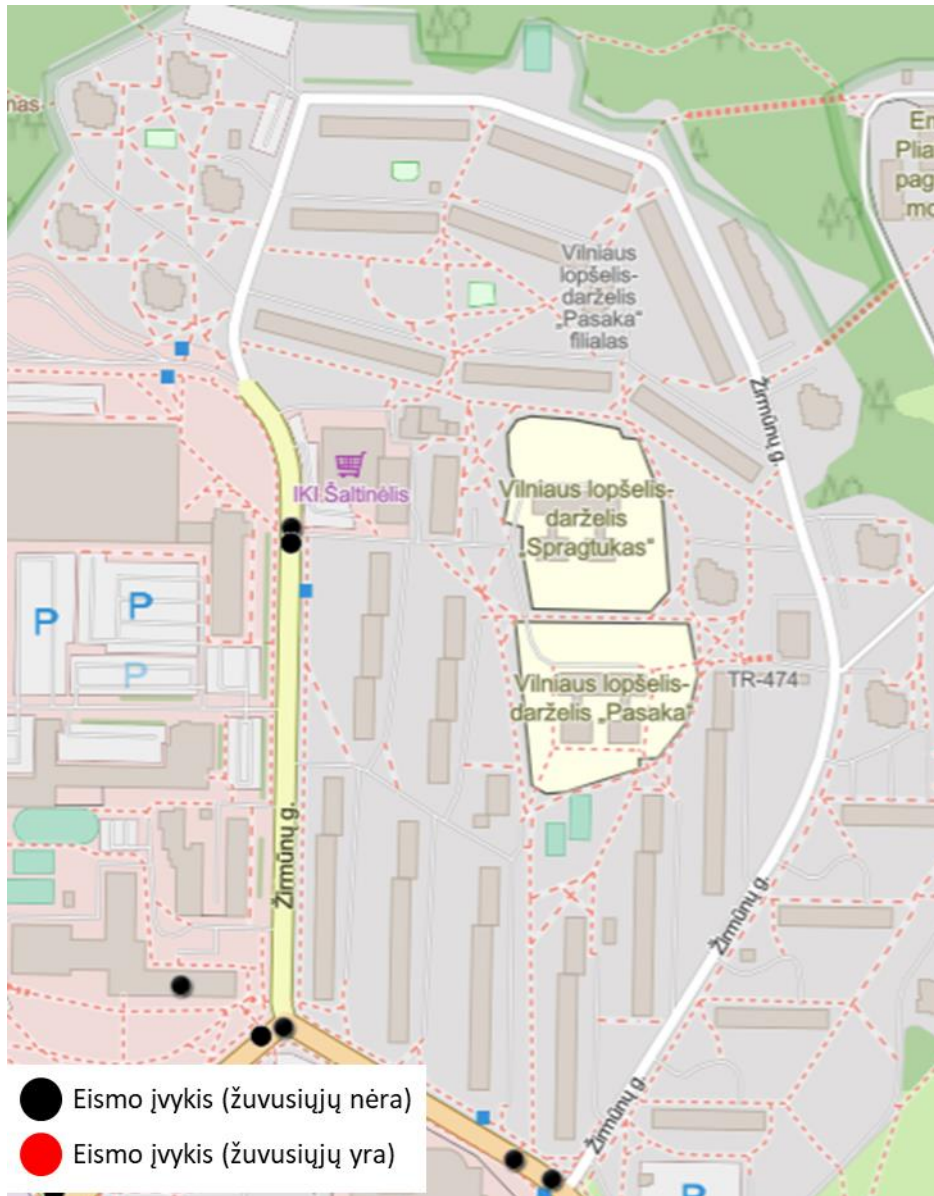 nas
Em
Plia
pag
mo
Vilniaus
lopšelis-
darželis
„Pasaka"
filialas
Žirmūnų g.
IKI Šaltinėlis
Vilniaus lopšelis-
darželis
„Spragtukas"
P
P
P
Vilniaus lopšelis-
darželis „Pasaka"
TR-474
Žirmūnų g.
Žirmūnų g.
Žirmūnų g.
P
Eismo įvykis (žuvusiųjų nėra)
Eismo įvykis (žuvusiųjų yra)